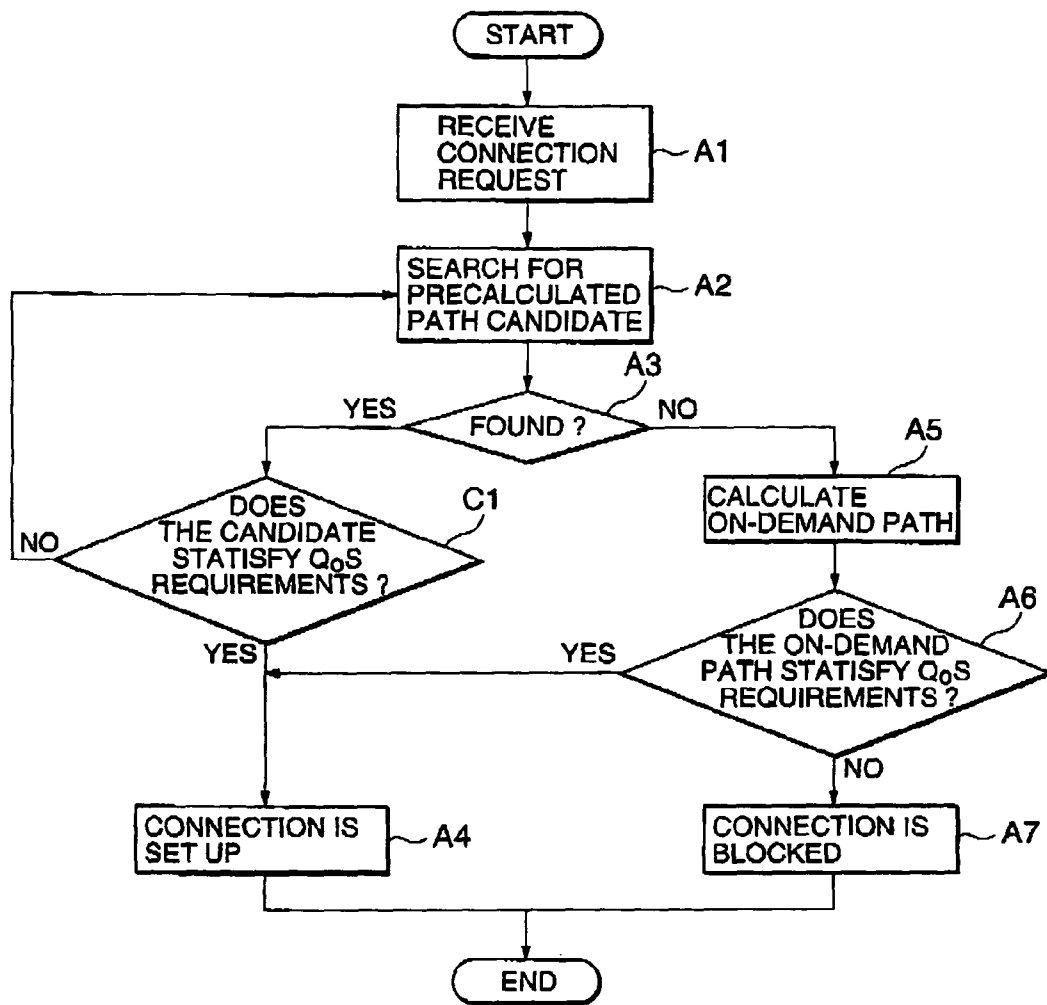 START
RECEIVE
CONNECTION
REQUEST
A1
SEARCH FOR
PRECALCULATED
PATH CANDIDATE
A2
A3
YES
FOUND ?
NO
A5
CALCULATE
ON-DEMAND PATH
C1
DOES
THE CANDIDATE
STATISFY QoS
REQUIREMENTS ?
NO
YES
A6
DOES
THE ON-DEMAND
PATH STATISFY QoS
REQUIREMENTS ?
YES
NO
CONNECTION IS
SET UP
A4
CONNECTION IS
BLOCKED
A7
END